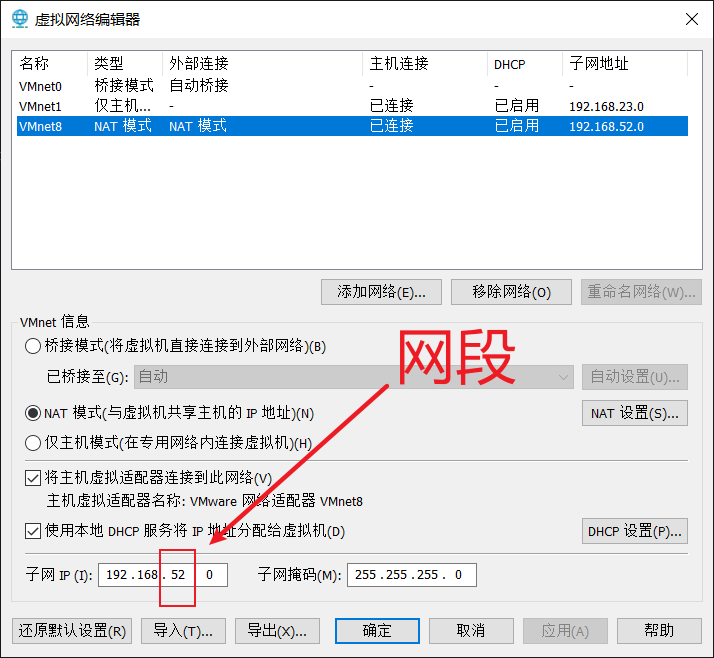 虚拟网络编辑器
名称 类型 外部连接 主机连接 DHCP 子网地址
VMnet0 桥接模式 自动桥接 - - -
VMnet1 仅主机... - 已连接 已启用 192.168.23.0
VMnet8 NAT 模式 NAT 模式 已连接 已启用 192.168.52.0
添加网络(E)... 移除网络(O) 重命名网络(W)...
VMnet 信息
网段
桥接模式(将虚拟机直接连接到外部网络)(B)
已桥接至(G): 自动 自动设置(U)...
NAT 模式(与虚拟机共享主机的 IP 地址)(N) NAT 设置(S)...
仅主机模式(在专用网络内连接虚拟机)(H)
将主机虚拟适配器连接到此网络(V)
主机虚拟适配器名称: VMware 网络适配器 VMnet8
使用本地 DHCP 服务将 IP 地址分配给虚拟机(D) DHCP 设置(P)...
子网 IP (I): 192.168. 52 0 子网掩码(M): 255.255.255. 0
还原默认设置(R) 导入(T)... 导出(X)... 确定 取消 应用(A) 帮助